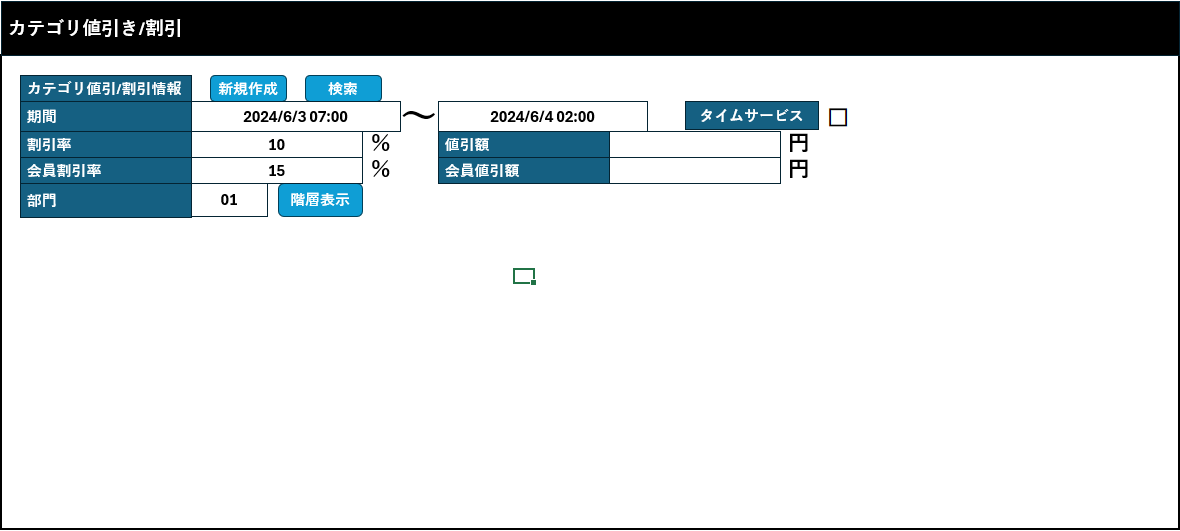 カテゴリ値引き/割引
カテゴリ値引/割引情報 新規作成 検索
期間 2024/6/3 07:00 〜 2024/6/4 02:00 タイムサービス □
割引率 10 % 値引額 円
会員割引率 15 % 会員値引額 円
部門 01 階層表示